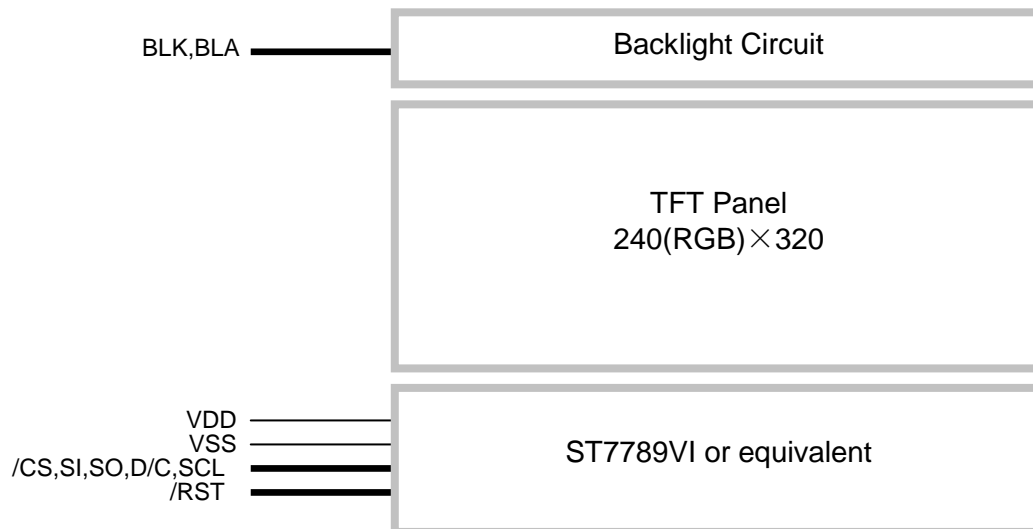 BLK,BLA
Backlight Circuit
TFT Panel
240(RGB)×320
VDD
VSS
/CS,SI,SO,D/C,SCL
/RST
ST7789VI or equivalent